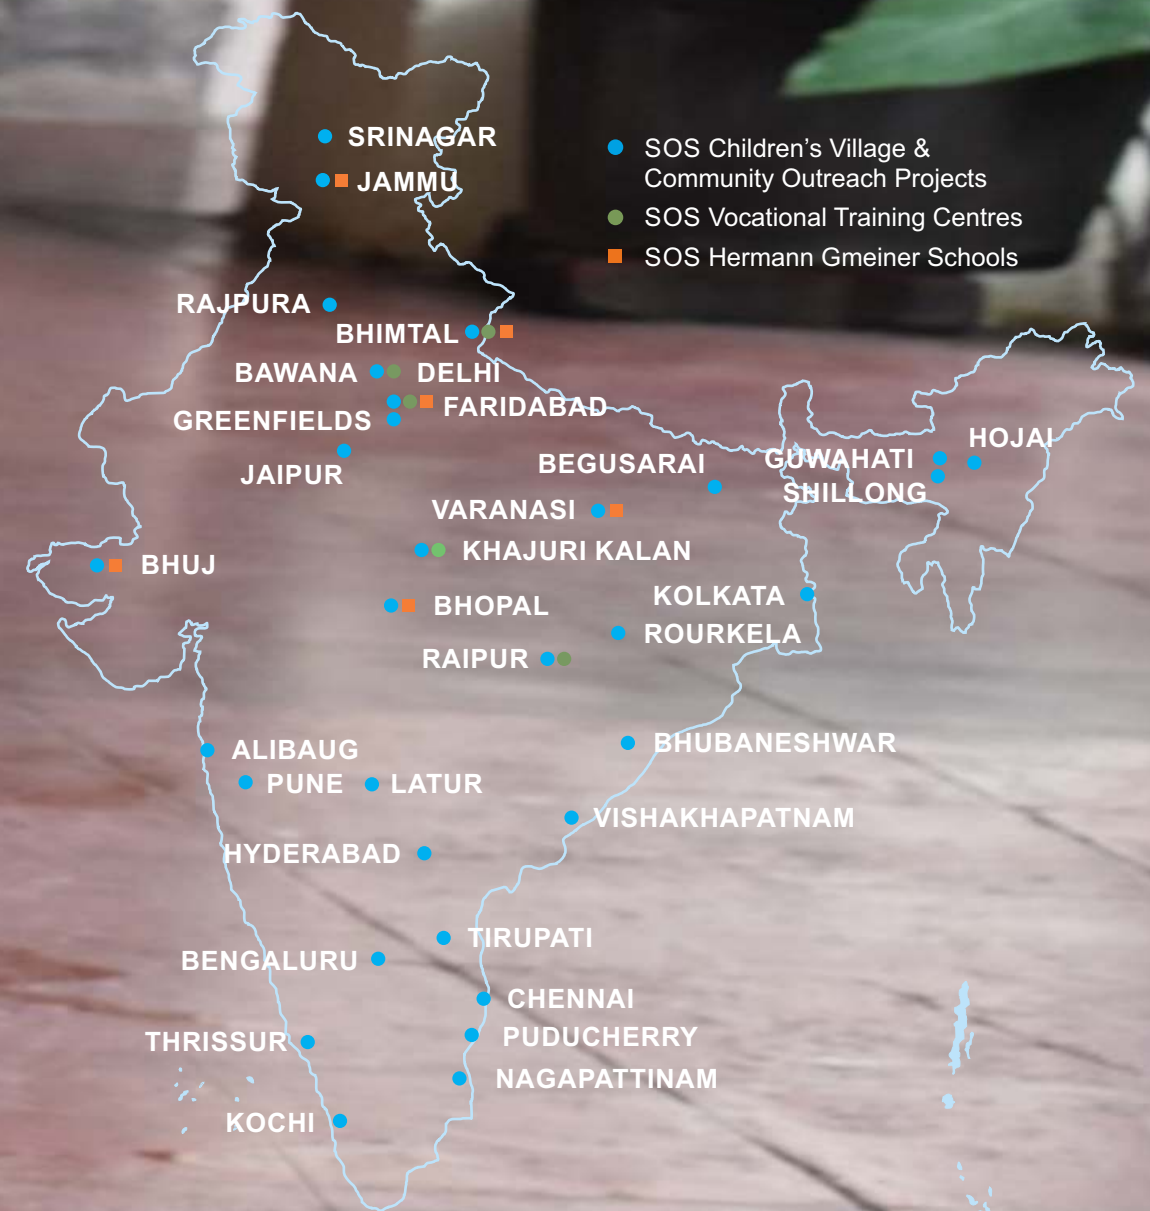 SRINAGAR
JAMMU
SOS Children's Village &
Community Outreach Projects
SOS Vocational Training Centres
SOS Hermann Gmeiner Schools
RAJPURA
BHIMTAL
BAWANA
DELHI
FARIDABAD
GREENFIELDS
JAIPUR
HOJAI
GUWAHATI
SHILLONG
BEGUSARAI
VARANASI
KHAJURI KALAN
BHUJ
KOLKATA
BHOPAL
ROURKELA
RAIPUR
BHUBANESHWAR
ALIBAUG
PUNE
LATUR
VISHAKHAPATNAM
HYDERABAD
TIRUPATI
BENGALURU
CHENNAI
PUDUCHERRY
THRISSUR
NAGAPATTINAM
KOCHI